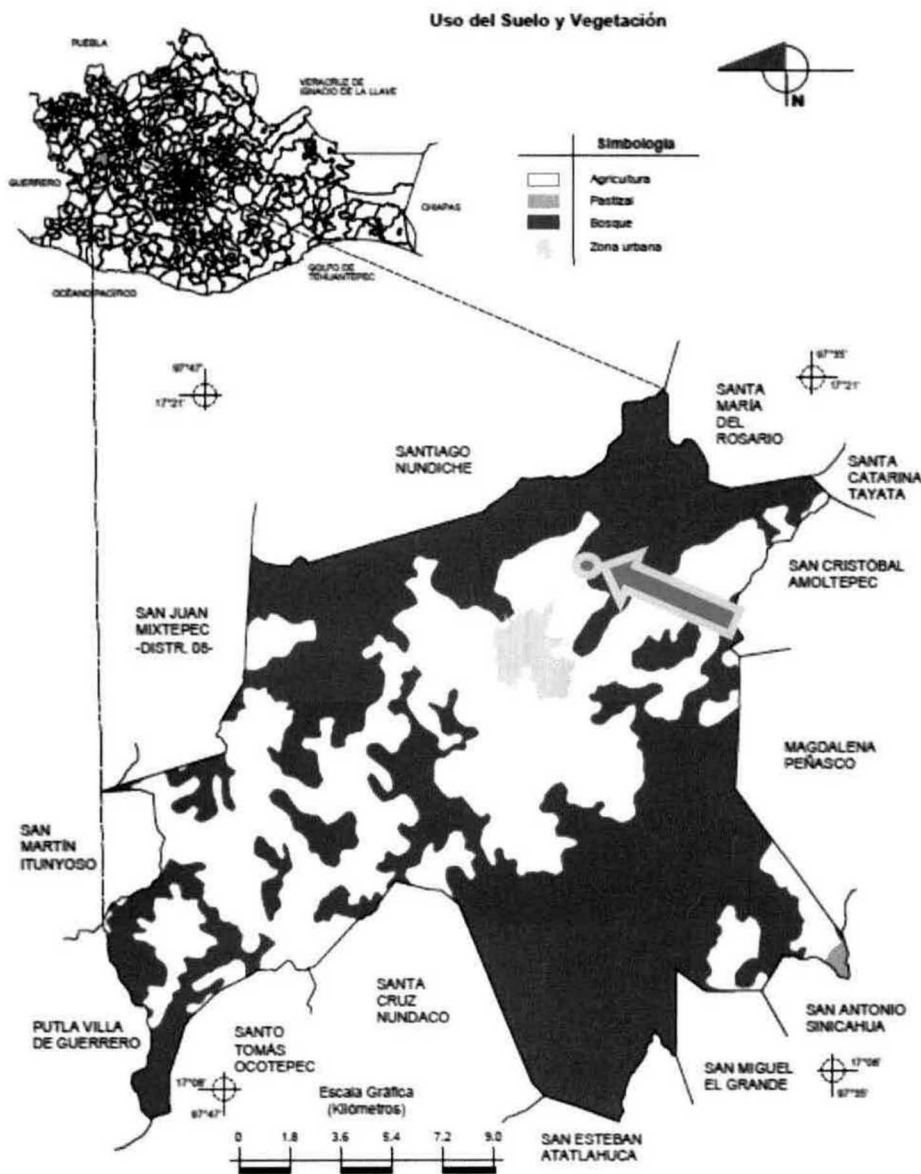 Uso del Suelo y Vegetación
PUEBLA
VERACRUZ DE
IGNACIO DE LA LLAVE
GUERRERO
CHIAPAS
OCÉANO PACÍFICO
GOLFO DE
TEHUANTEPEC
N
Simbología
Agricultura
Pastizal
Bosque
Zona urbana
97°47'
17°21'
97°35'
17°21'
SANTA
MARÍA
DEL
ROSARIO
SANTIAGO
NUNDICHE
SANTA
CATARINA
TAYATA
SAN CRISTÓBAL
AMOLTEPEC
SAN JUAN
MIXTEPEC
-DISTR. 08-
MAGDALENA
PEÑASCO
SAN
MARTÍN
ITUNYOSO
SANTA
CRUZ
NUNDACO
SAN ANTONIO
SINICAHUA
PUTLA VILLA
DE GUERRERO
SANTO
TOMÁS
OCOTEPEC
SAN MIGUEL
EL GRANDE
17°08'
97°47'
17°08'
97°35'
Escala Gráfica
(Kilómetros)
0 1.8 3.6 5.4 7.2 9.0
SAN ESTEBAN
ATATLAHUCA